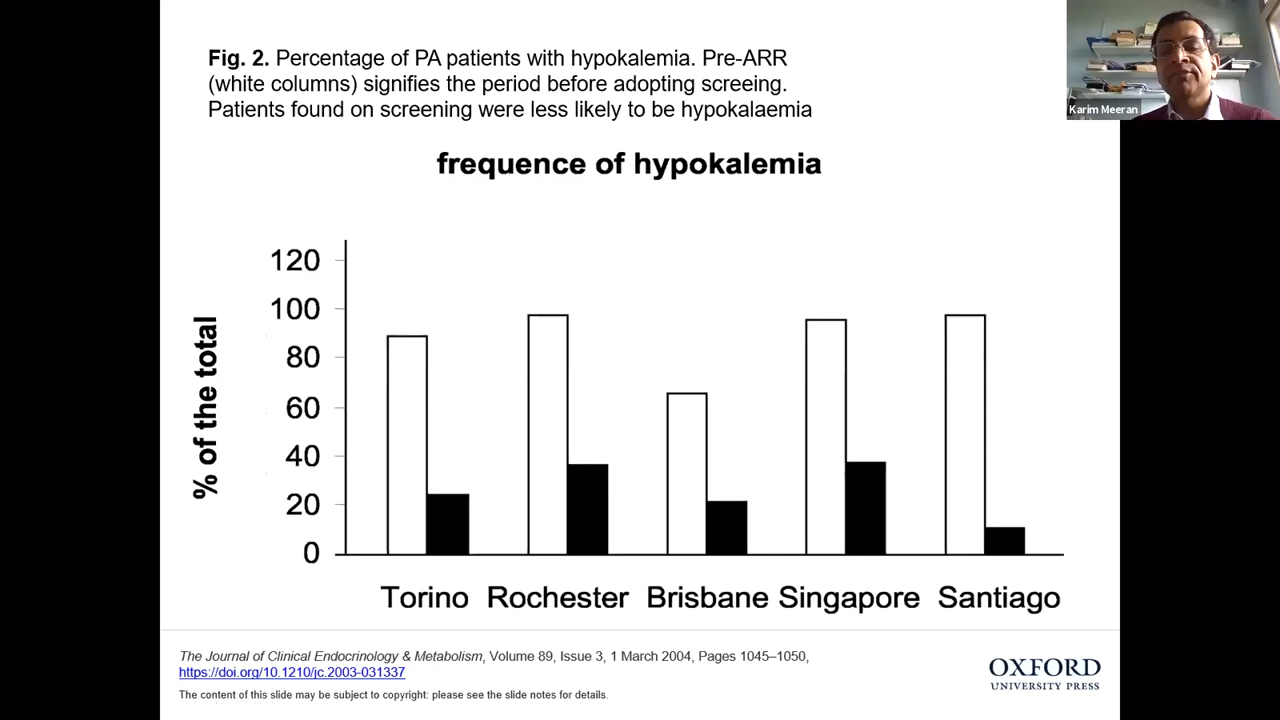 Fig. 2. Percentage of PA patients with hypokalemia. Pre-ARR
(white columns) signifies the period before adopting screeing.
Patients found on screening were less likely to be hypokalaemia
Karim Meeran
frequence of hypokalemia
% of the total
120
100
80
60
40
20
0
Torino Rochester Brisbane Singapore Santiago
The Journal of Clinical Endocrinology & Metabolism, Volume 89, Issue 3, 1 March 2004, Pages 1045–1050,
https://doi.org/10.1210/jc.2003-031337
The content of this slide may be subject to copyright: please see the slide notes for details.
OXFORD
UNIVERSITY PRESS